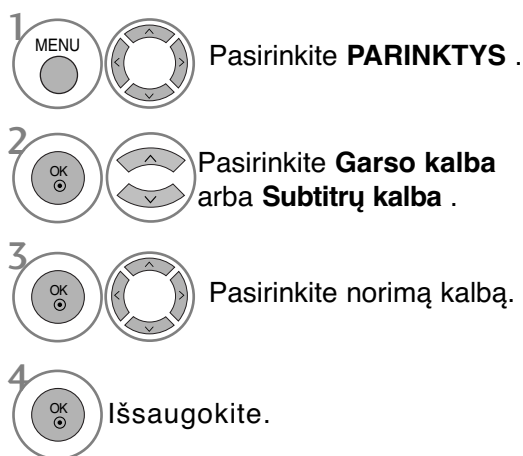 1
MENU
Pasirinkite PARINKTYS .
2
OK
Pasirinkite Garso kalba
arba Subtitrų kalba .
3
OK
Pasirinkite norimą kalbą.
4
OK
Išsaugokite.